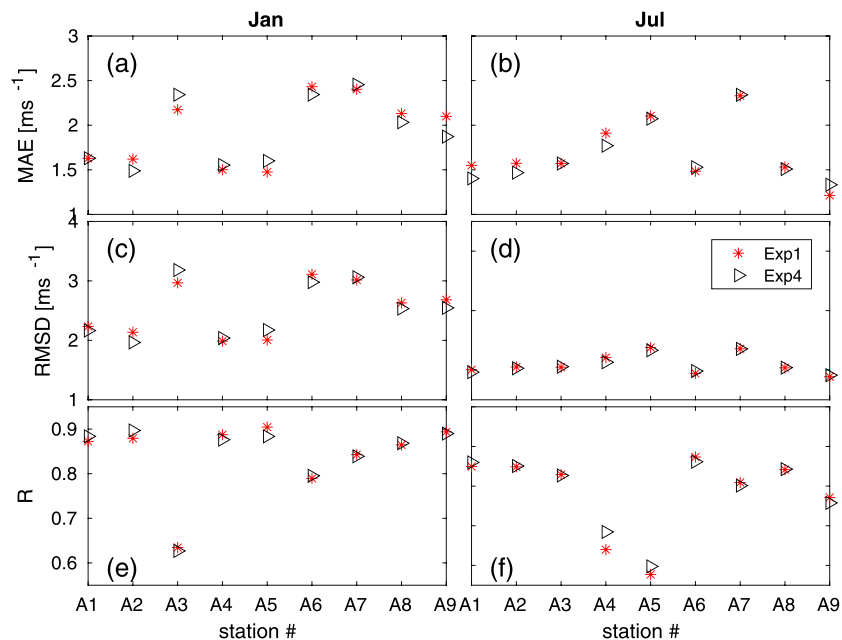 Jan
Jul
MAE [ms -1]
3
2.5
2
1.5
1
(a)
(b)
RMSD [ms -1]
4
3
2
1
(c)
(d)
Exp1
Exp4
R
0.9
0.8
0.7
0.6
(e)
(f)
A1 A2 A3 A4 A5 A6 A7 A8 A9
A1 A2 A3 A4 A5 A6 A7 A8 A9
station #
station #